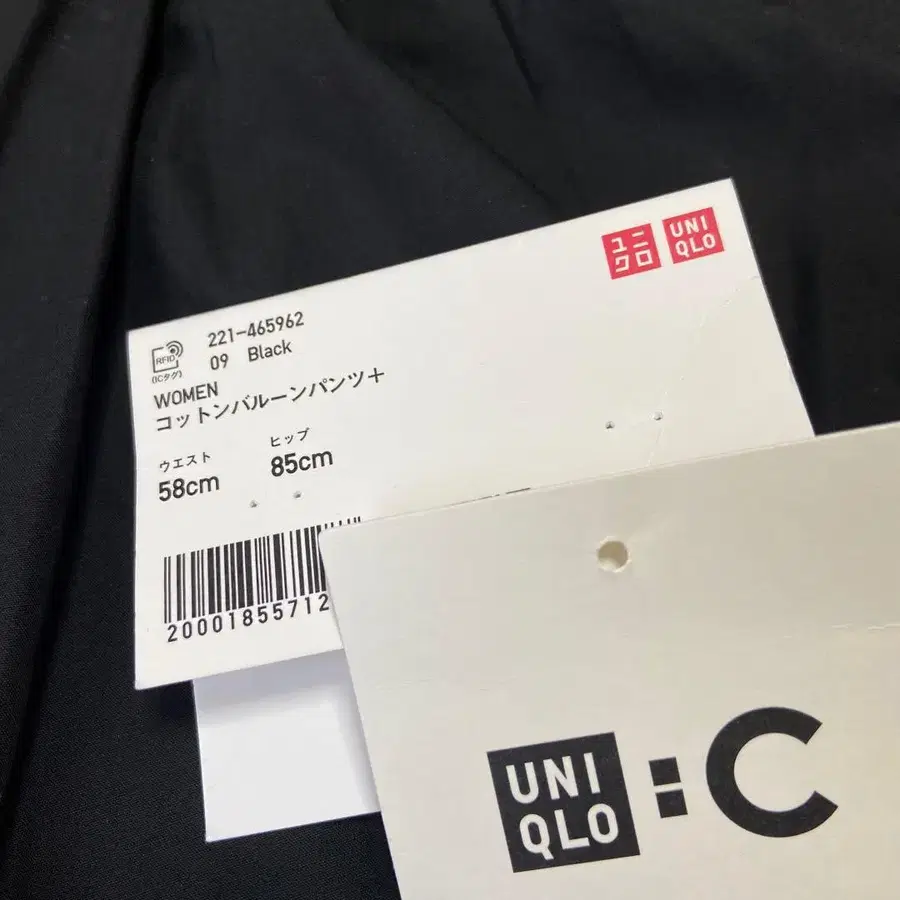 ユニ
クロ
UNI
QLO
RFID
(ICタグ)
221-465962
09 Black
WOMEN
コットンバルーンパンツ+
ウエスト
58cm
ヒップ
85cm
20001855712
UNI
QLO
:C